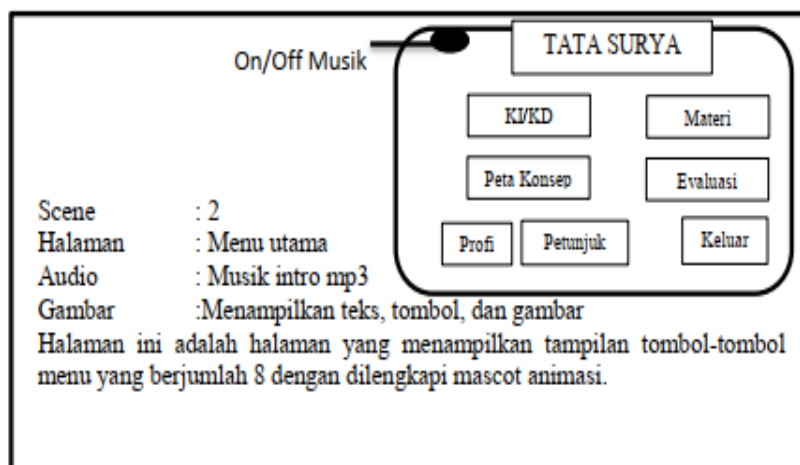 TATA SURYA
On/Off Musik
KI/KD
Materi
Peta Konsep
Evaluasi
Profi
Petunjuk
Keluar
Scene : 2
Halaman : Menu utama
Audio : Musik intro mp3
Gambar :Menampilkan teks, tombol, dan gambar
Halaman ini adalah halaman yang menampilkan tampilan tombol-tombol
menu yang berjumlah 8 dengan dilengkapi mascot animasi.